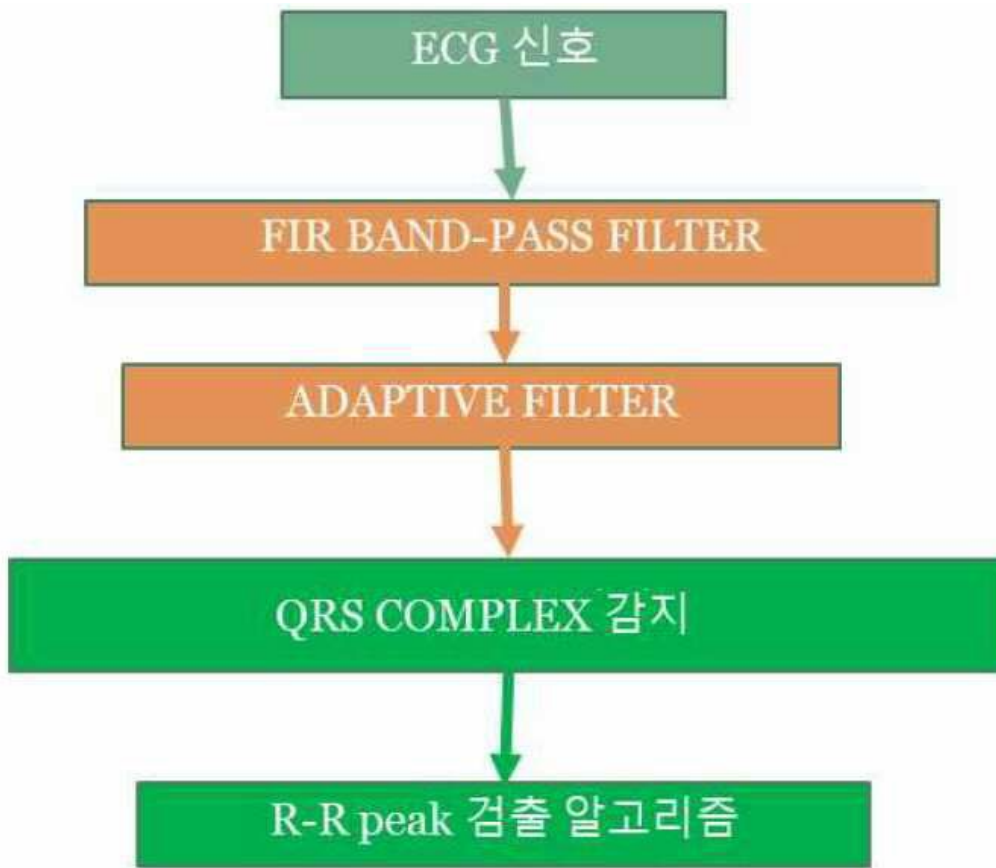 ECG 신호
FIR BAND-PASS FILTER
ADAPTIVE FILTER
QRS COMPLEX 감지
R-R peak 검출 알고리즘